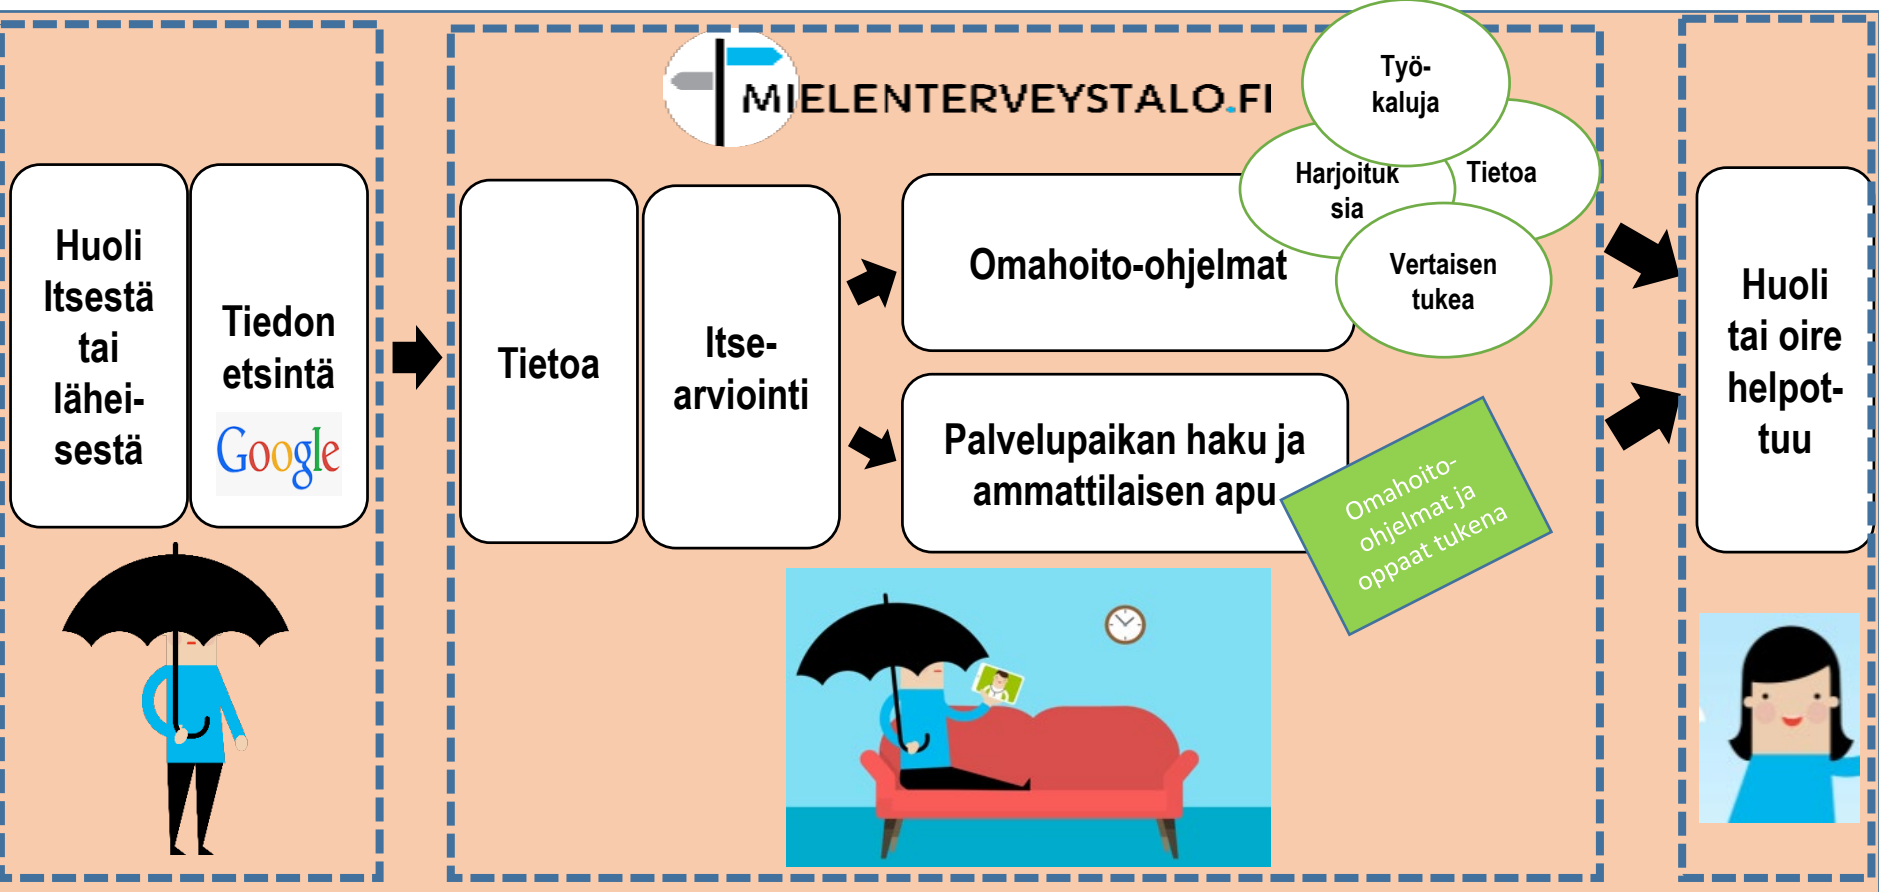 Huoli
Itsestä
tai
lähei-
sestä
Tiedon
etsintä
Google
MIELENTERVEYSTALO.FI
Tietoa
Itse-
arviointi
Omahoito-ohjelmat
Työ-
kaluja
Harjoituk
sia
Tietoa
Vertaisen
tukea
Palvelupaikan haku ja
ammattilaisen apu
Omahoito-
ohjelmat ja
oppaat tukena
Huoli
tai oire
helpot-
tuu